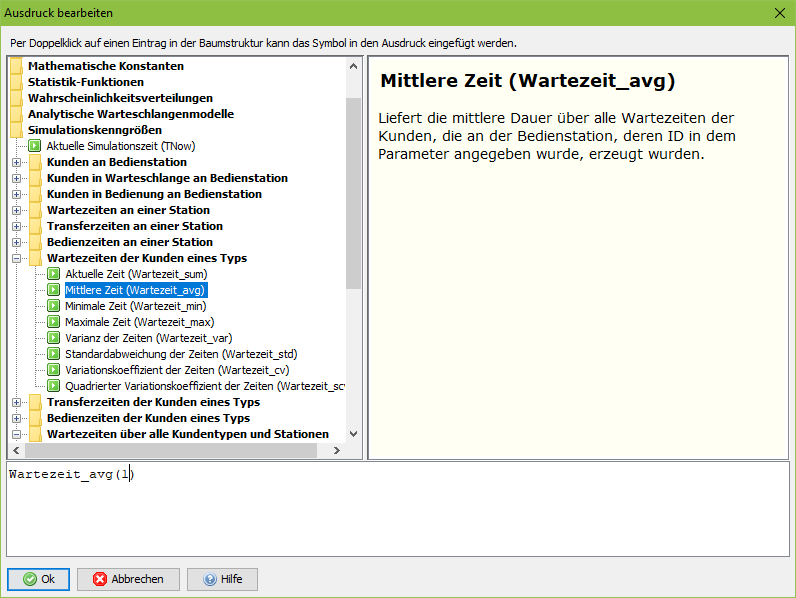 Ausdruck bearbeiten
Per Doppelklick auf einen Eintrag in der Baumstruktur kann das Symbol in den Ausdruck eingefügt werden.
Mathematische Konstanten
Statistik-Funktionen
Wahrscheinlichkeitsverteilungen
Analytische Warteschlangenmodelle
Simulationskenngrößen
Aktuelle Simulationszeit (TNow)
Kunden an Bedienstation
Kunden in Warteschlange an Bedienstation
Kunden in Bedienung an Bedienstation
Wartezeiten an einer Station
Transferzeiten an einer Station
Bedienzeiten an einer Station
Wartezeiten der Kunden eines Typs
Aktuelle Zeit (Wartezeit_sum)
Mittlere Zeit (Wartezeit_avg)
Minimale Zeit (Wartezeit_min)
Maximale Zeit (Wartezeit_max)
Varianz der Zeiten (Wartezeit_var)
Standardabweichung der Zeiten (Wartezeit_std)
Variationskoeffizient der Zeiten (Wartezeit_cv)
Quadrierter Variationskoeffizient der Zeiten (Wartezeit_scv
Transferzeiten der Kunden eines Typs
Bedienzeiten der Kunden eines Typs
Wartezeiten über alle Kundentypen und Stationen
Mittlere Zeit (Wartezeit_avg)
Liefert die mittlere Dauer über alle Wartezeiten der
Kunden, die an der Bedienstation, deren ID in dem
Parameter angegeben wurde, erzeugt wurden.
Wartezeit_avg(1)
Ok
Abbrechen
Hilfe